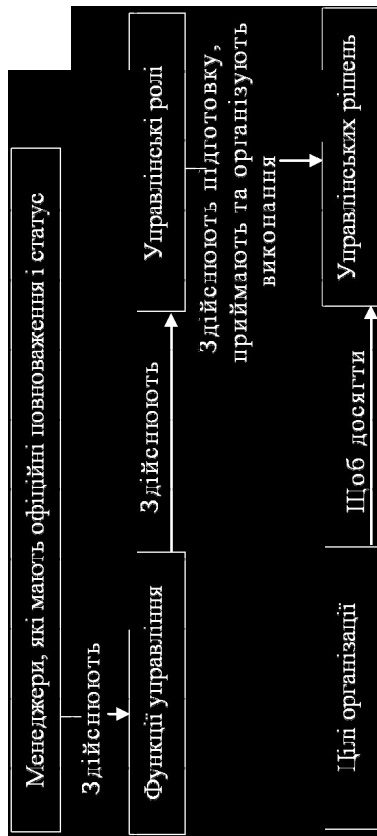 Менеджери, які мають офіційні повноваження і статус
Здійснюють
Функції управління
Здійснюють
Управлінські ролі
Здійснюють підготовку,
приймають та організують
виконання
Цілі організації
Щоб досягти
Управлінських рішень